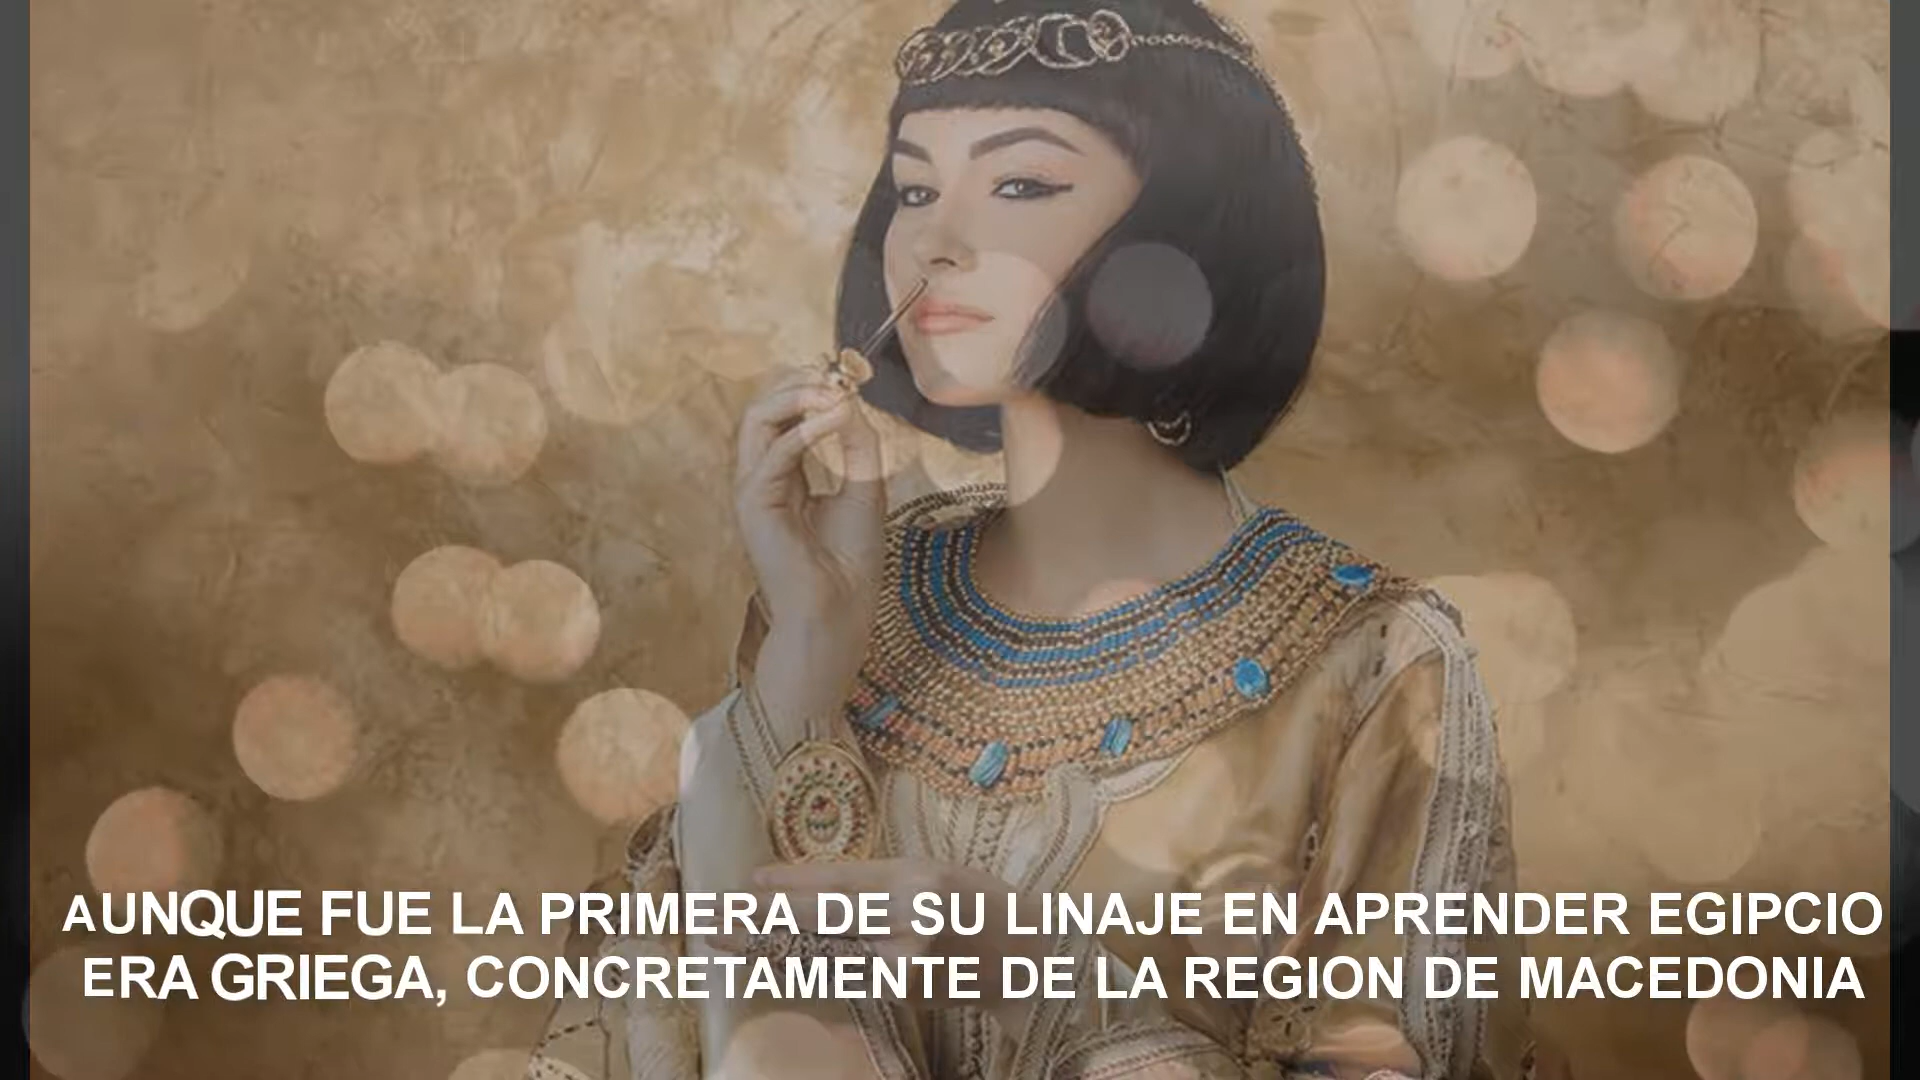 AUNQUE FUE LA PRIMERA DE SU LINAJE EN APRENDER EGIPCIO
ERA GRIEGA, CONCRETAMENTE DE LA REGION DE MACEDONIA